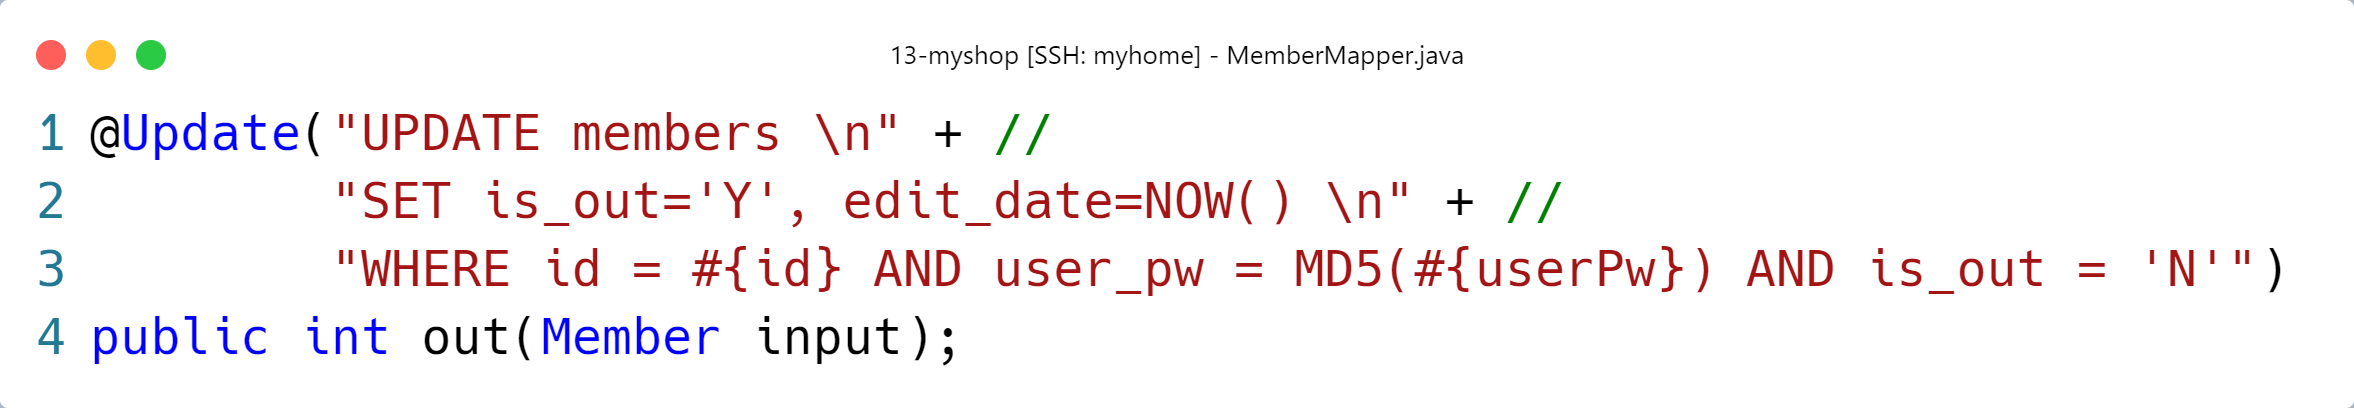 13-myshop [SSH: myhome] - MemberMapper.java
1 @Update("UPDATE members \n" + //
2         "SET is_out='Y', edit_date=NOW() \n" + //
3         "WHERE id = #{id} AND user_pw = MD5(#{userPw}) AND is_out = 'N'")
4 public int out(Member input);